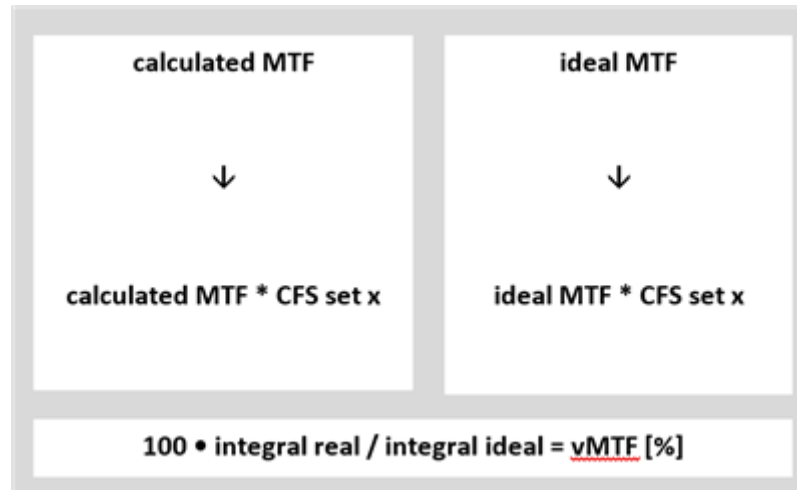 calculated MTF
↓
calculated MTF * CFS set x
ideal MTF
↓
ideal MTF * CFS set x
100 • integral real / integral ideal = vMTF [%]